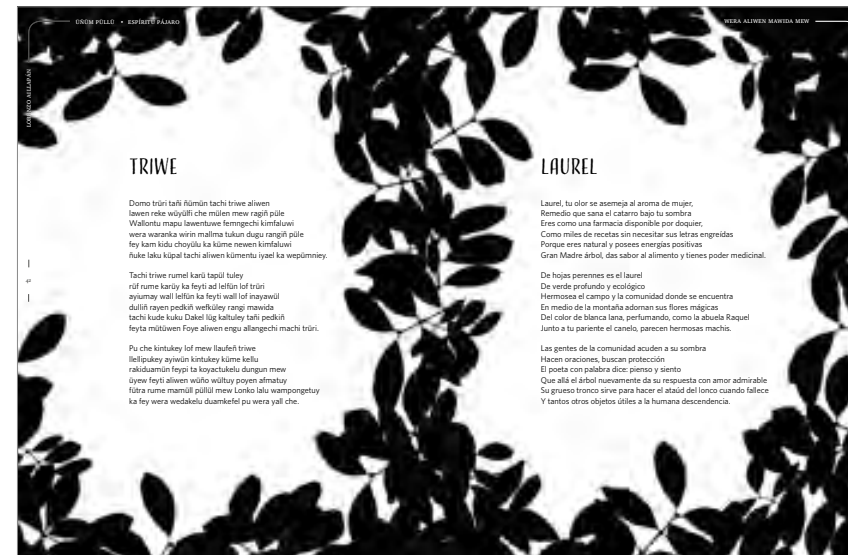 ÜÑÜM PÜLLÜ • ESPÍRITU PÁJARO
WERA ALIWEN MAWIDA MEW
LORENZO AILLAPÁN
TRIWE
Domo trüri tañi ñümün tachi triwe aliwen
lawen reke wüyülfi che mülen mew ragiñ püle
Wallontu mapu lawentuwe femngechi kimfaluwi
wera waranka wirin mallma tukun dugu rangiñ püle
fey kam kidu choyülu ka küme newen kimfaluwi
ñuke laku küpal tachi aliwen kümentu iyael ka wepümniey.
Tachi triwe rumel karü tapül tuley
rüf rume karüy ka feyti ad lelfün lof trüri
ayiumay wall lelfün ka feyti wall lof inayawül
dulliñ rayen pedkiñ wefküley rangi mawida
tachi kude kuku Dakel lüg kaltuley tañi pedkiñ
feyta mütüwen Foye aliwen engu allangechi machi trüri.
Pu che kintukey lof mew llaufeñ triwe
llellipukey ayiwün kintukey küme kellu
rakiduamün feypi ta koyactukelu dungun mew
üyew feyti aliwen wüño wültuy poyen afmatuy
fütra rume mamüll püllül mew Lonko lalu wampongetuy
ka fey wera wedakelu duamkefel pu wera yall che.
42
LAUREL
Laurel, tu olor se asemeja al aroma de mujer,
Remedio que sana el catarro bajo tu sombra
Eres como una farmacia disponible por doquier,
Como miles de recetas sin necesitar sus letras engreídas
Porque eres natural y posees energías positivas
Gran Madre árbol, das sabor al alimento y tienes poder medicinal.
De hojas perennes es el laurel
De verde profundo y ecológico
Hermosea el campo y la comunidad donde se encuentra
En medio de la montaña adornan sus flores mágicas
Del color de blanca lana, perfumando, como la abuela Raquel
Junto a tu pariente el canelo, parecen hermosas machis.
Las gentes de la comunidad acuden a su sombra
Hacen oraciones, buscan protección
El poeta con palabra dice: pienso y siento
Que allá el árbol nuevamente da su respuesta con amor admirable
Su grueso tronco sirve para hacer el ataúd del lonco cuando fallece
Y tantos otros objetos útiles a la humana descendencia.